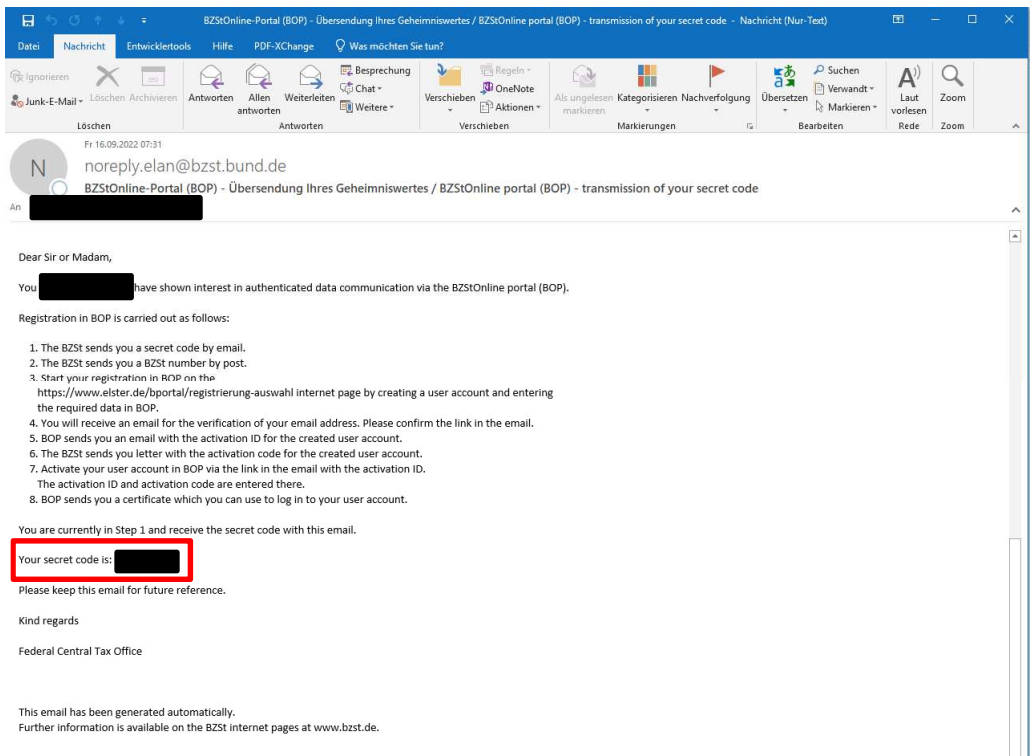 BZStOnline-Portal (BOP) - Übersendung Ihres Geheimniswertes / BZStOnline portal (BOP) - transmission of your secret code - Nachricht (Nur-Text)
Datei Nachricht Entwicklertools Hilfe PDF-XChange Was möchten Sie tun?
Ignorieren
Junk-E-Mail
Löschen
Archivieren
Löschen
Antworten
Allen antworten
Weiterleiten
Besprechung
Chat
Weitere
Antworten
Verschieben
Regeln
OneNote
Aktionen
Verschieben
Als ungelesen markieren
Kategorisieren
Nachverfolgung
Markierungen
Übersetzen
Suchen
Verwandt
Markieren
Bearbeiten
Laut vorlesen
Rede
Zoom
Zoom
Fr 16.09.2022 07:31
N
noreply.elan@bzst.bund.de
BZStOnline-Portal (BOP) - Übersendung Ihres Geheimniswertes / BZStOnline portal (BOP) - transmission of your secret code
An
Dear Sir or Madam,
You have shown interest in authenticated data communication via the BZStOnline portal (BOP).
Registration in BOP is carried out as follows:
1. The BZSt sends you a secret code by email.
2. The BZSt sends you a BZSt number by post.
3. Start your registration in BOP on the
https://www.elster.de/bportal/registrierung-auswahl internet page by creating a user account and entering
the required data in BOP.
4. You will receive an email for the verification of your email address. Please confirm the link in the email.
5. BOP sends you an email with the activation ID for the created user account.
6. The BZSt sends you letter with the activation code for the created user account.
7. Activate your user account in BOP via the link in the email with the activation ID.
The activation ID and activation code are entered there.
8. BOP sends you a certificate which you can use to log in to your user account.
You are currently in Step 1 and receive the secret code with this email.
Your secret code is:
Please keep this email for future reference.
Kind regards
Federal Central Tax Office
This email has been generated automatically.
Further information is available on the BZSt internet pages at www.bzst.de.